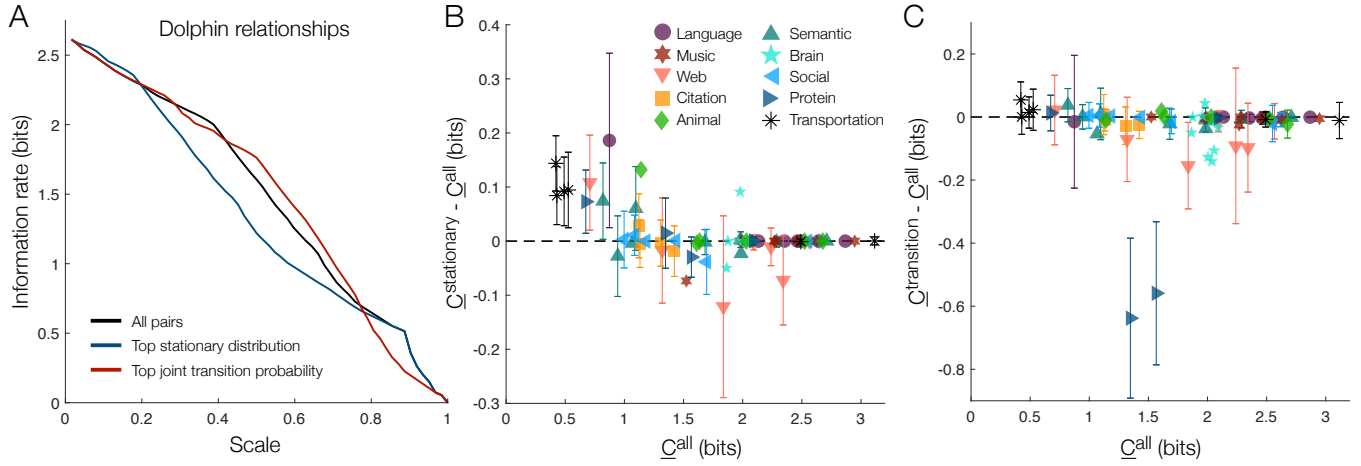 A
Dolphin relationships
Information rate (bits)
2.5
2
1.5
1
0.5
0
0
0.2
0.4
0.6
0.8
1
Scale
All pairs
Top stationary distribution
Top joint transition probability
B
C^stationary - C^all (bits)
0.4
0.3
0.2
0.1
0
-0.1
-0.2
-0.3
0
0.5
1
1.5
2
2.5
3
C^all (bits)
Language
Music
Web
Citation
Animal
Semantic
Brain
Social
Protein
Transportation
C
C^transition - C^all (bits)
0.2
0
-0.2
-0.4
-0.6
-0.8
0
0.5
1
1.5
2
2.5
3
C^all (bits)